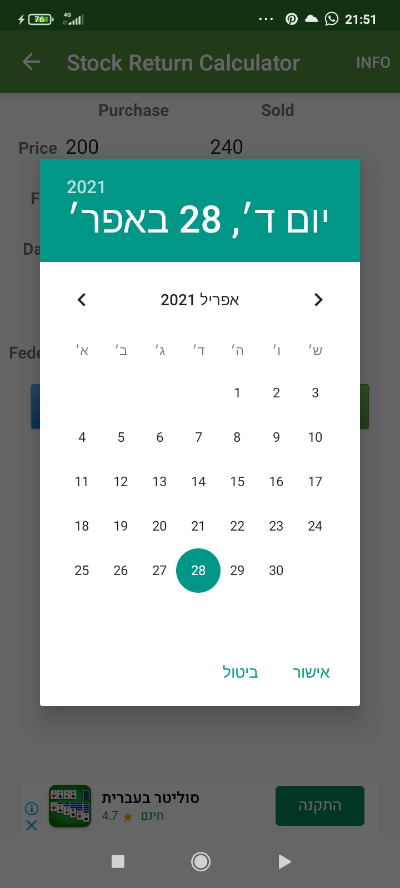 76 4G ... 21:51
Stock Return Calculator INFO
Purchase Sold
Price 200 240
F
Da
Fede
2021
יום ד׳, 28 באפר׳
אפריל 2021
א׳ ב׳ ג׳ ד׳ ה׳ ו׳ ש׳
1 2 3
4 5 6 7 8 9 10
11 12 13 14 15 16 17
18 19 20 21 22 23 24
25 26 27 28 29 30
ביטול אישור
סוליטר בעברית
4.7 ★ חינם
התקנה